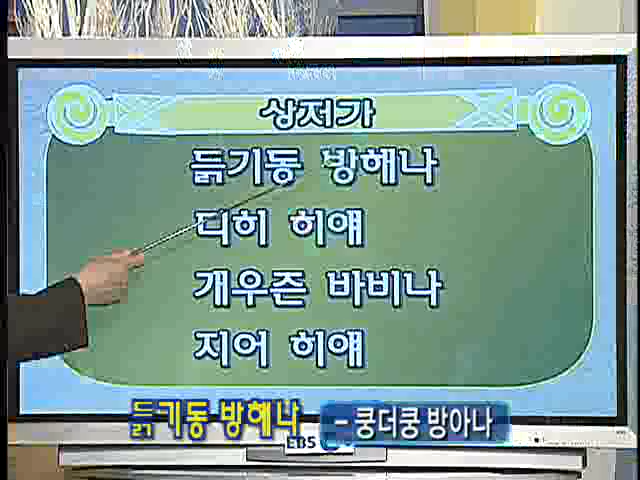 상저가
듥기동 방해나
디히 히얘
개우즌 바비나
지어 히얘
듥기동 방헤나 - 쿵더쿵 방아나
EBS